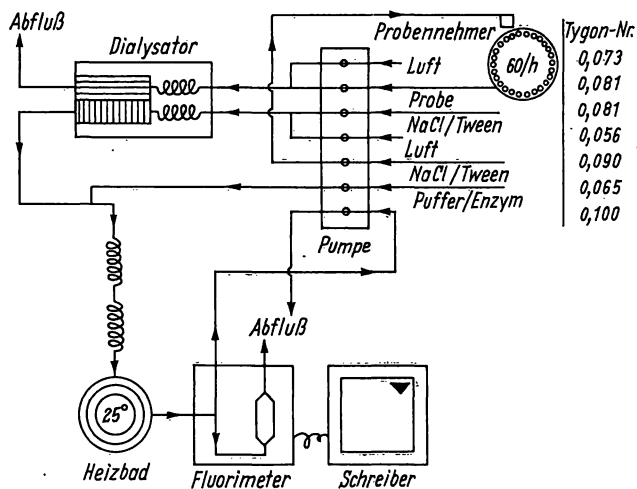 Abfluß
Dialysator
Probennehmer
Tygon-Nr.
60/h
Luft
0,073
0,081
Probe
0,081
NaCl/Tween
0,056
Luft
0,090
NaCl/Tween
0,065
Puffer/Enzym
0,100
Pumpe
Abfluß
25°
Heizbad
Fluorimeter
Schreiber